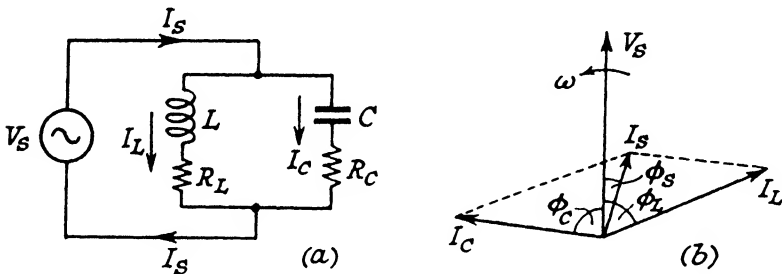 I_S
V_S
I_L
L
R_L
I_C
C
R_C
I_S
(a)
V_S
ω
I_S
ϕ_S
ϕ_C
ϕ_L
I_L
I_C
(b)